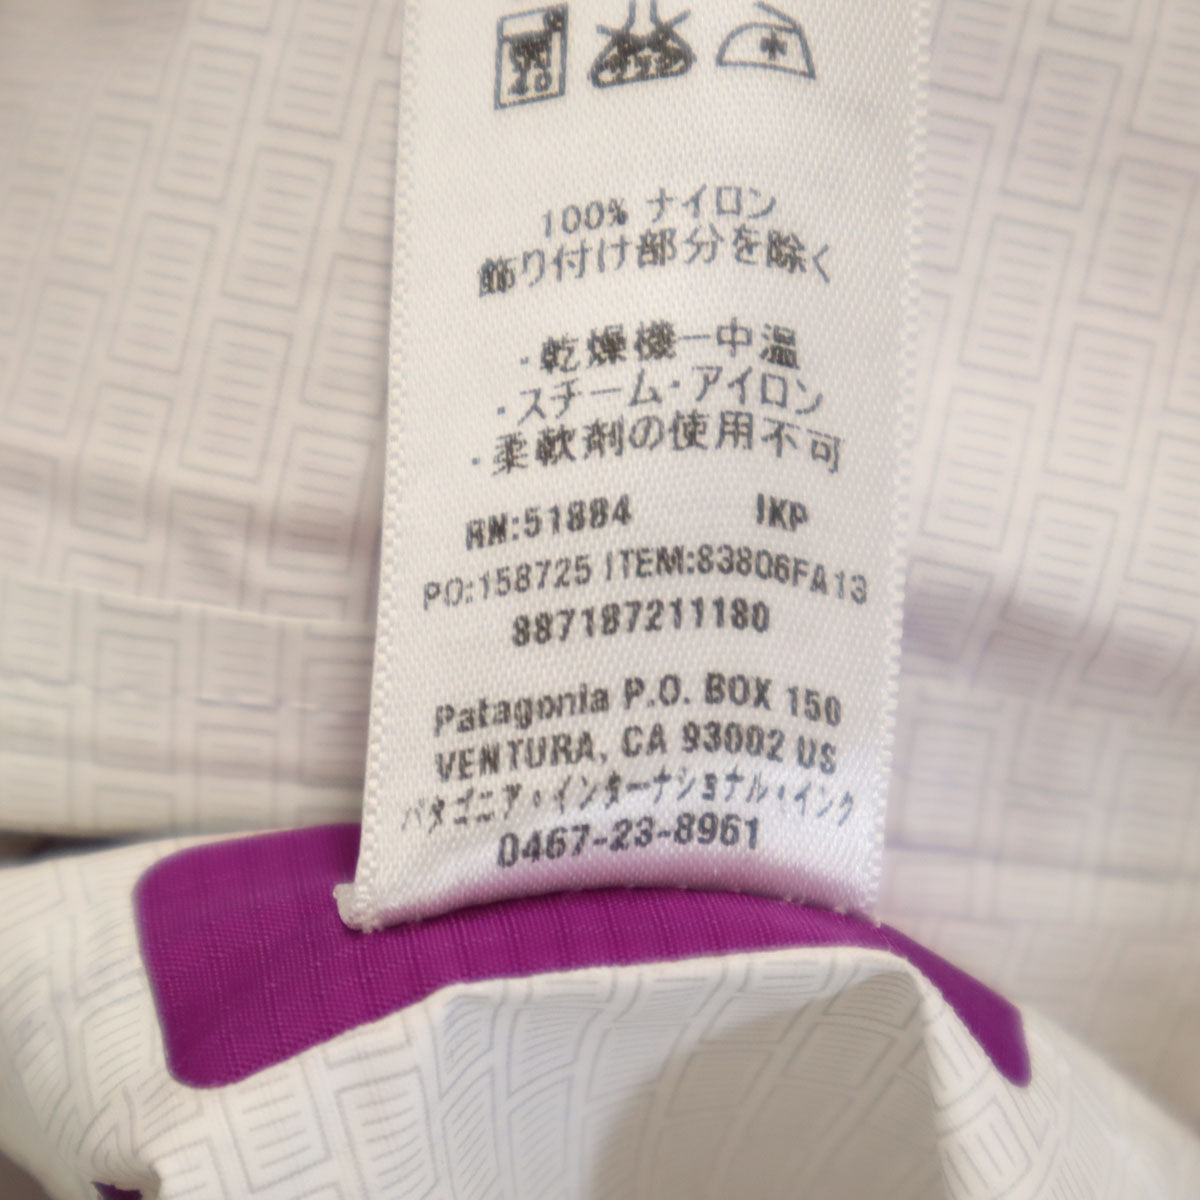 40
100% ナイロン
飾り付け部分を除く
・乾燥機ー中温
・スチーム・アイロン
・柔軟剤の使用不可
RN:51884 IKP
PO:158725 ITEM:83806FA13
887187211180
Patagonia P.O. BOX 150
VENTURA, CA 93002 US
パタゴニア・インターナショナル・インク
0467-23-8961